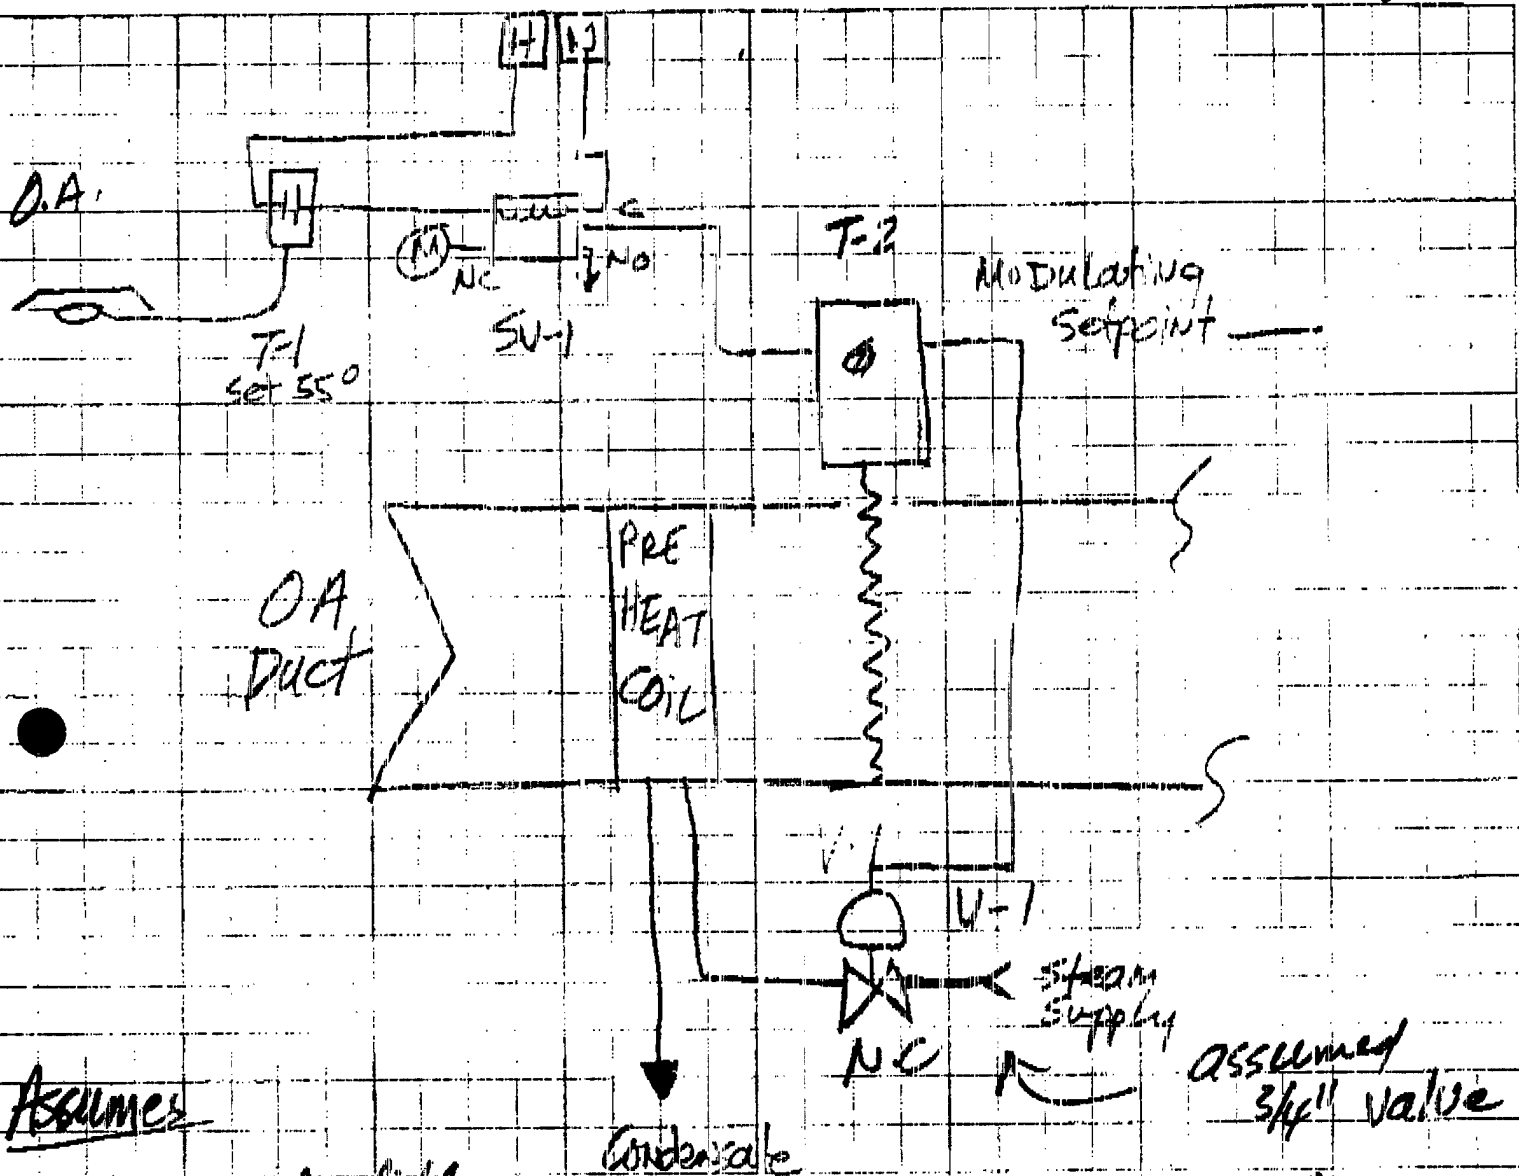 H N
O.A.
C
M
NC
NO
T-2
Modulating
Setpoint
T-1
SV-1
set 55°
PRE
HEAT
COIL
OA
Duct
V-1
Steam
Supply
NC
assumed
3/4" valve
Assumes
Condensate